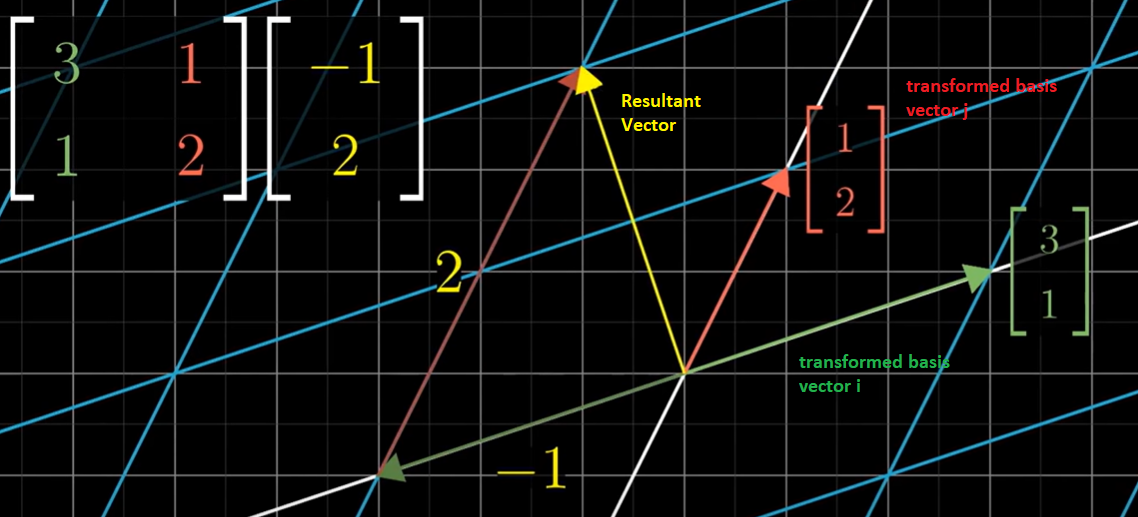 3 1 −1
1 2 2
Resultant
Vector
transformed basis
vector j
1
2
3
1
2
transformed basis
vector i
−1